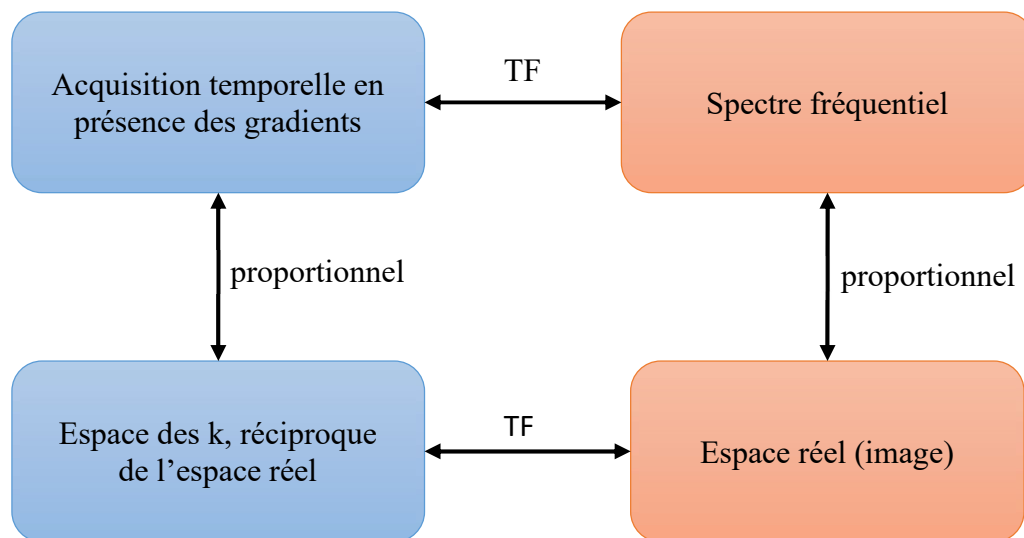 Acquisition temporelle en
présence des gradients
TF
Spectre fréquentiel
proportionnel
proportionnel
Espace des k, réciproque
de l’espace réel
TF
Espace réel (image)